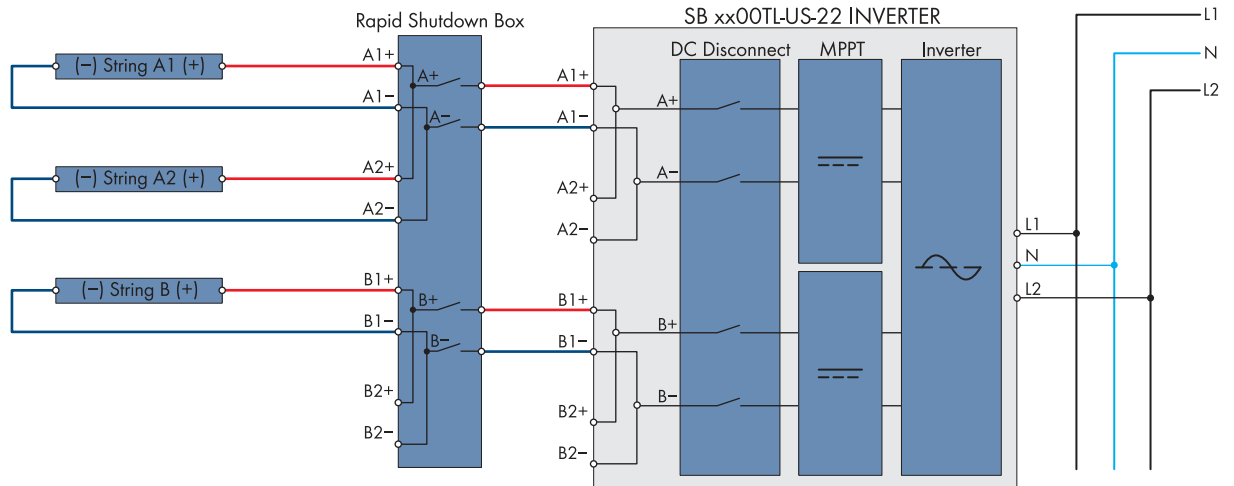 Rapid Shutdown Box
SB xx00TL-US-22 INVERTER
L1
N
L2
DC Disconnect
MPPT
Inverter
(−) String A1 (+)
A1+
A1−
A+
A−
A1+
A1−
A+
(−) String A2 (+)
A2+
A2−
A2+
A2−
A−
L1
N
L2
(−) String B (+)
B1+
B1−
B+
B−
B1+
B1−
B+
B2+
B2−
B2+
B2−
B−